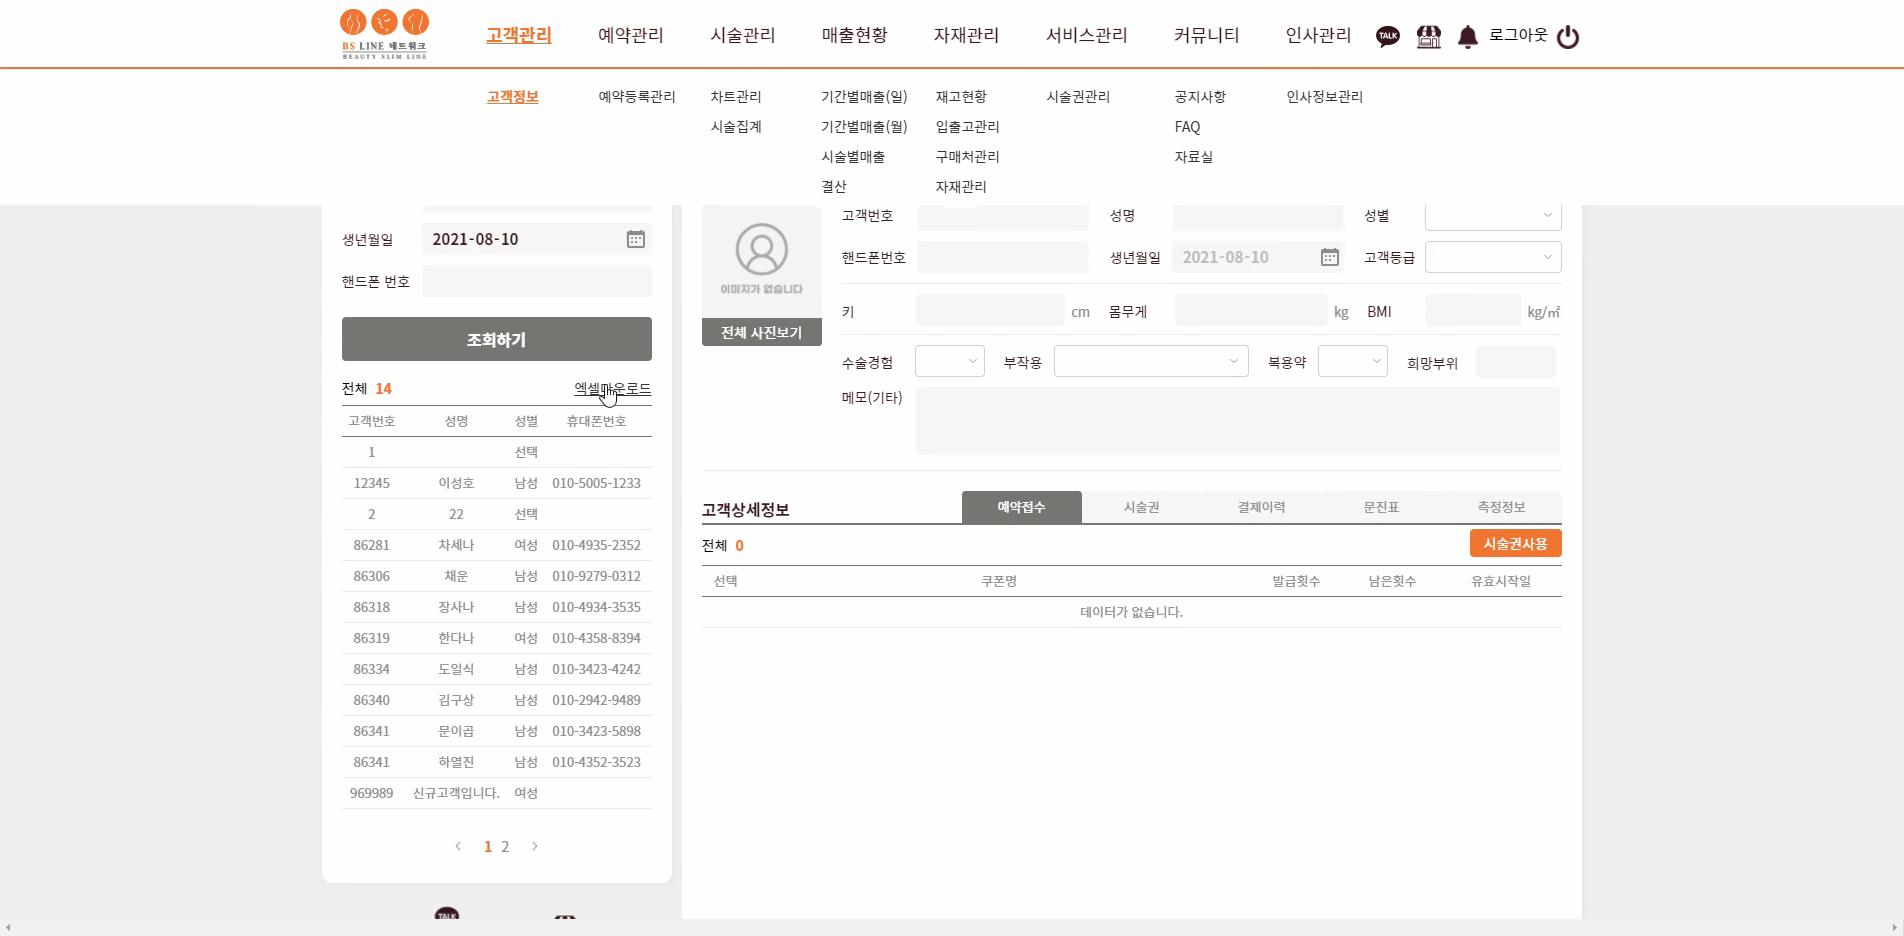 BS LINE 네트워크
BEAUTY SLIM LINE
고객관리 예약관리 시술관리 매출현황 자재관리 서비스관리 커뮤니티 인사관리 TALK 로그아웃
고객정보 예약등록관리 차트관리 기간별매출(일) 재고현황 시술권관리 공지사항 인사정보관리
시술집계 기간별매출(월) 입출고관리 FAQ
시술별매출 구매처관리 자료실
결산 자재관리
생년월일 2021-08-10
핸드폰 번호
조회하기
전체 14 엑셀다운로드
고객번호 성명 성별 휴대폰번호
1 선택
12345 이성호 남성 010-5005-1233
2 22 선택
86281 차세나 여성 010-4935-2352
86306 채운 남성 010-9279-0312
86318 장사나 남성 010-4934-3535
86319 한다나 여성 010-4358-8394
86334 도일식 남성 010-3423-4242
86340 김구상 남성 010-2942-9489
86341 문이곱 남성 010-3423-5898
86341 하열진 남성 010-4352-3523
969989 신규고객입니다. 여성
1 2
TALK
이미지가 없습니다
전체 사진보기
고객번호 성명 성별
핸드폰번호 생년월일 2021-08-10 고객등급
키 cm 몸무게 kg BMI kg/㎡
수술경험 부작용 복용약 희망부위
메모(기타)
고객상세정보 예약접수 시술권 결제이력 문진표 측정정보
전체 0 시술권사용
선택 쿠폰명 발급횟수 남은횟수 유효시작일
데이터가 없습니다.